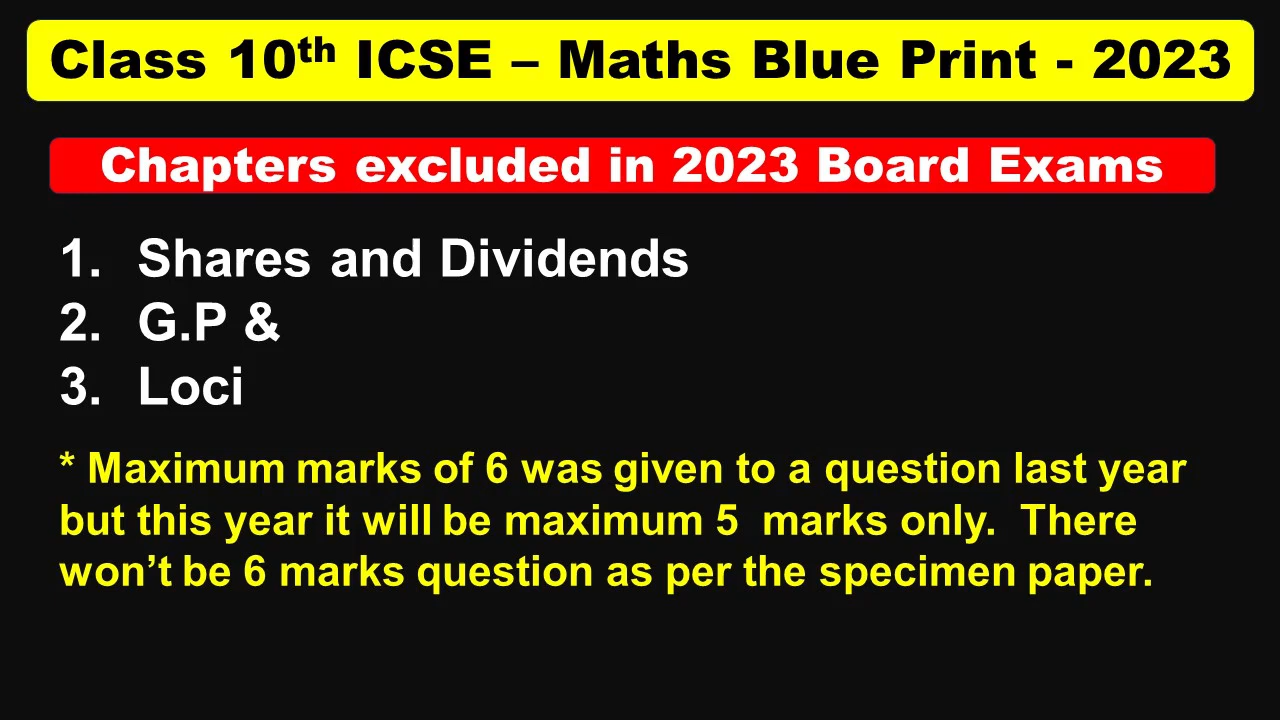 Class 10th ICSE – Maths Blue Print - 2023
Chapters excluded in 2023 Board Exams
1. Shares and Dividends
2. G.P &
3. Loci
* Maximum marks of 6 was given to a question last year
but this year it will be maximum 5 marks only. There
won’t be 6 marks question as per the specimen paper.